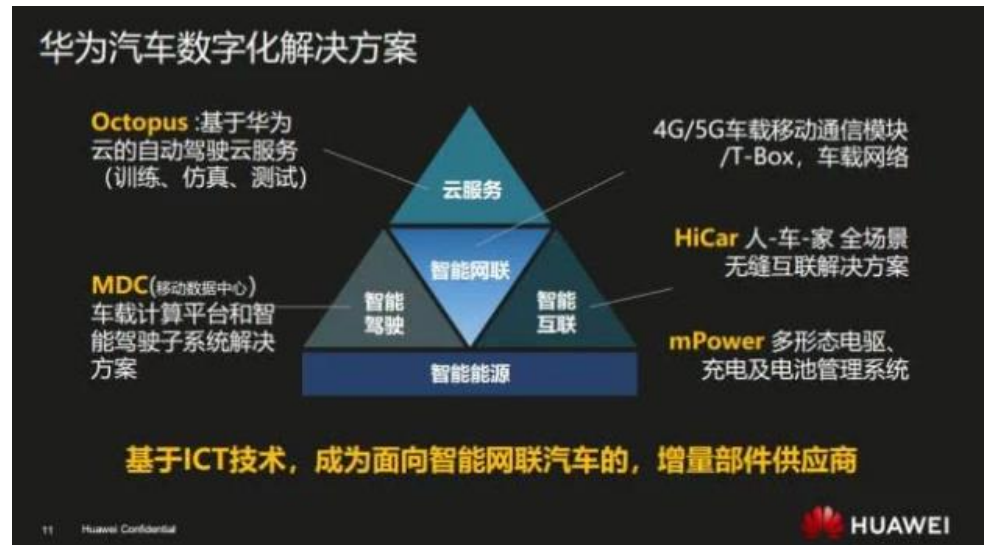 华为汽车数字化解决方案
Octopus :基于华为
云的自动驾驶云服务
（训练、仿真、测试）
4G/5G车载移动通信模块
/T-Box，车载网络
云服务
HiCar 人-车-家 全场景
无缝互联解决方案
智能网联
MDC(移动数据中心)
车载计算平台和智
能驾驶子系统解决
方案
智能
驾驶
智能
互联
mPower 多形态电驱、
充电及电池管理系统
智能能源
基于ICT技术，成为面向智能网联汽车的，增量部件供应商
11 Huawei Confidential
HUAWEI